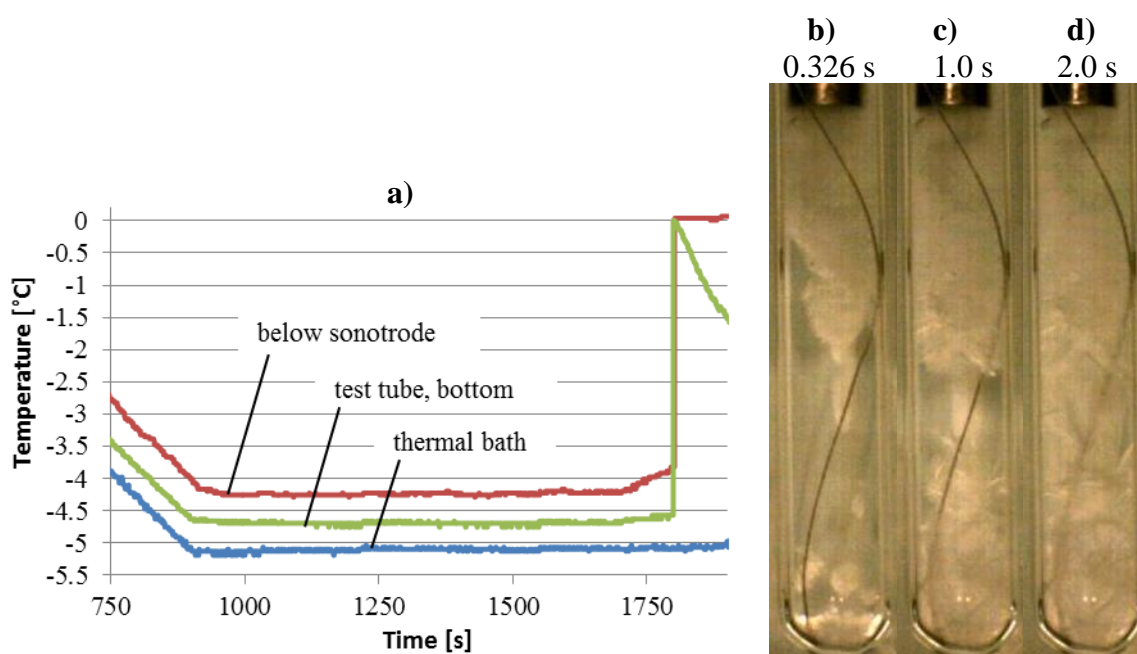 b) c) d)
0.326 s 1.0 s 2.0 s
a)
0
-0.5
-1
-1.5
-2
-2.5
-3
-3.5
-4
-4.5
-5
-5.5
Temperature [°C]
below sonotrode
test tube, bottom
thermal bath
750 1000 1250 1500 1750
Time [s]